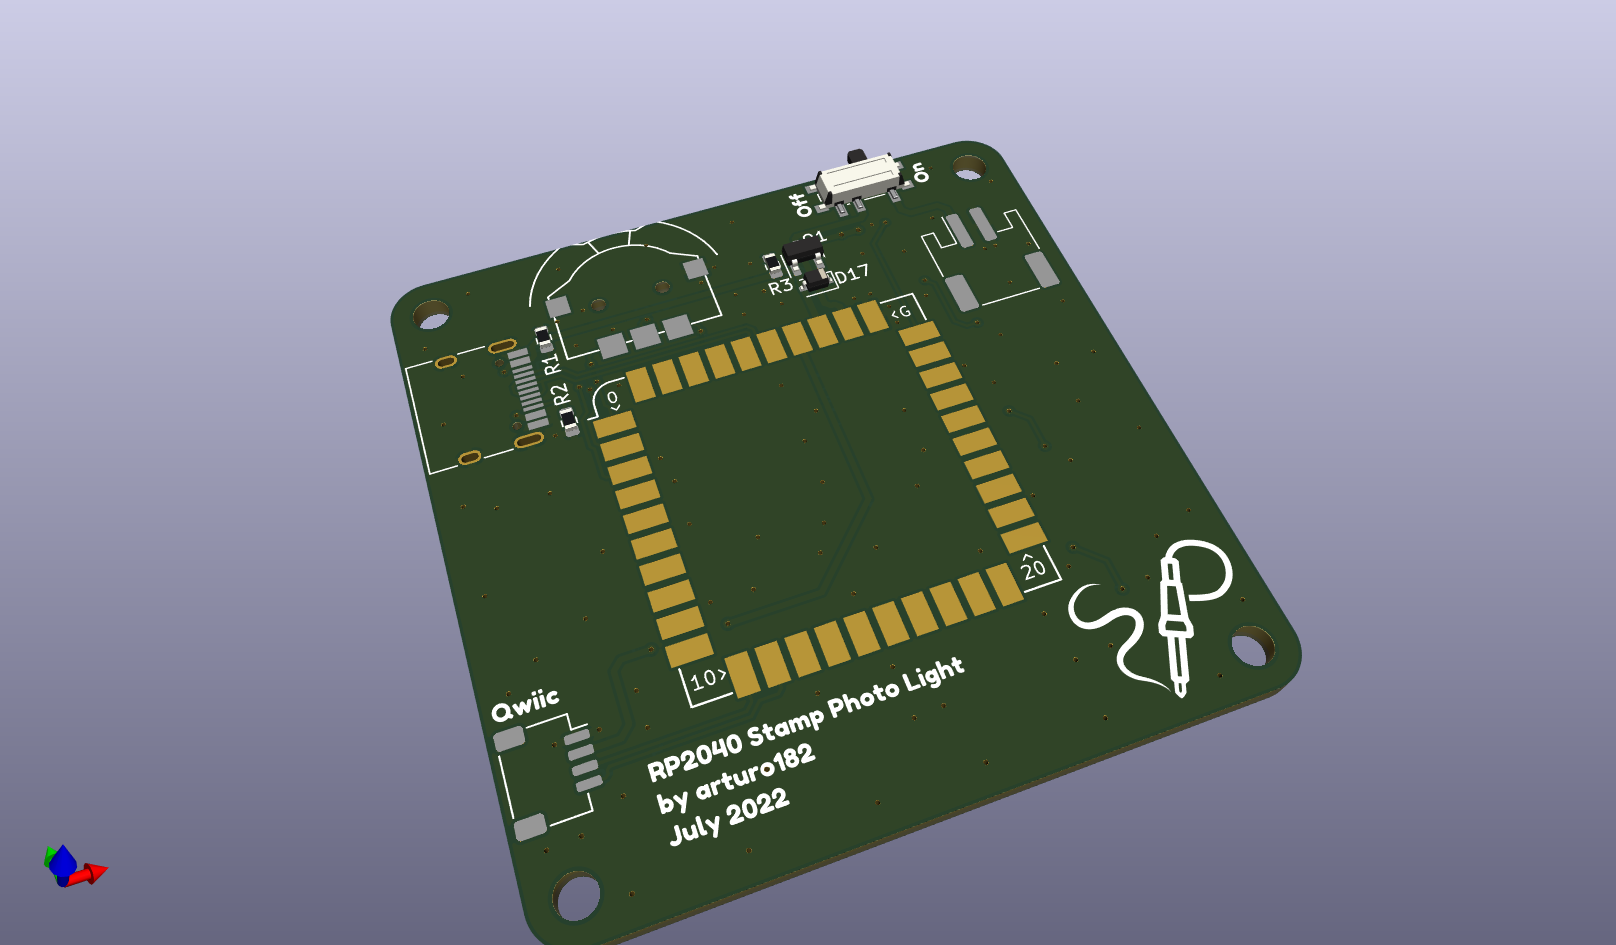 Off
On
R3
D17
<G
R1
R2
0
<
^
20
10>
Qwiic
RP2040 Stamp Photo Light
by arturo182
July 2022